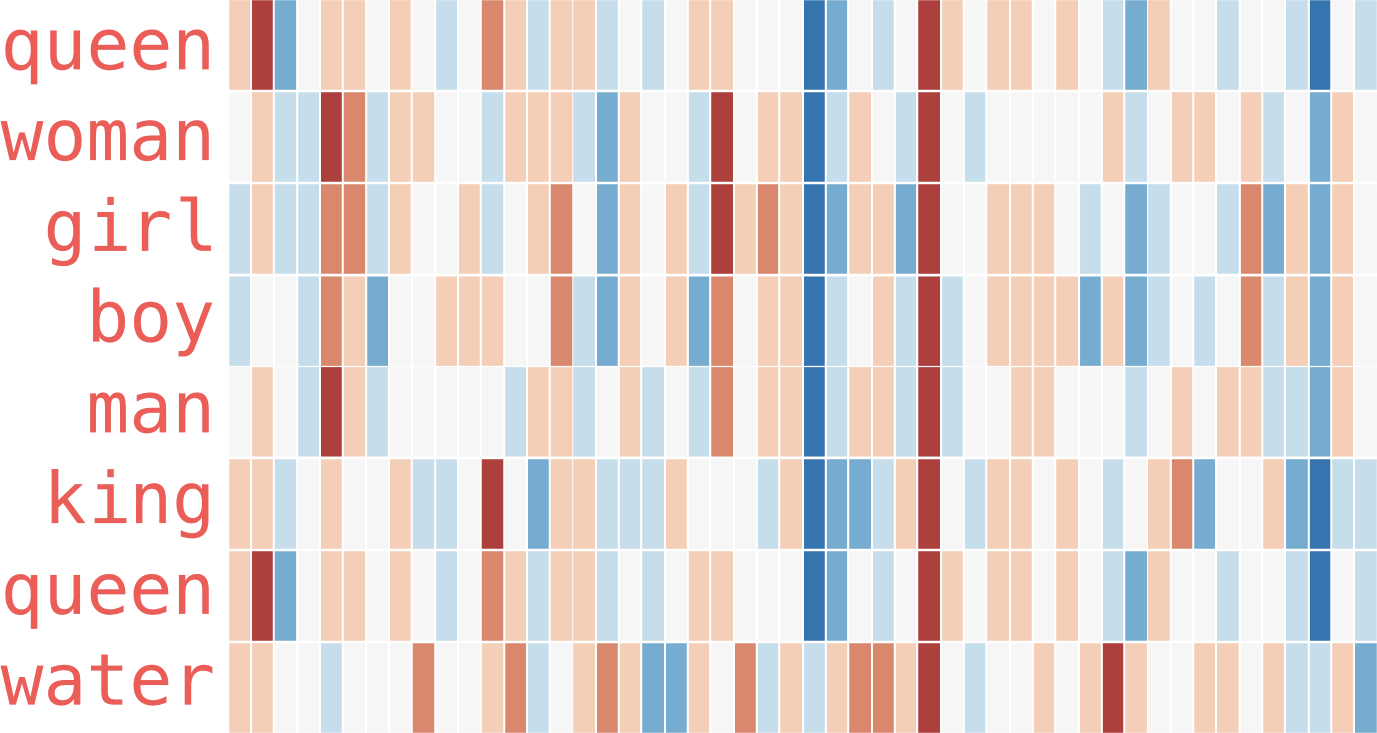 queen
woman
girl
boy
man
king
queen
water